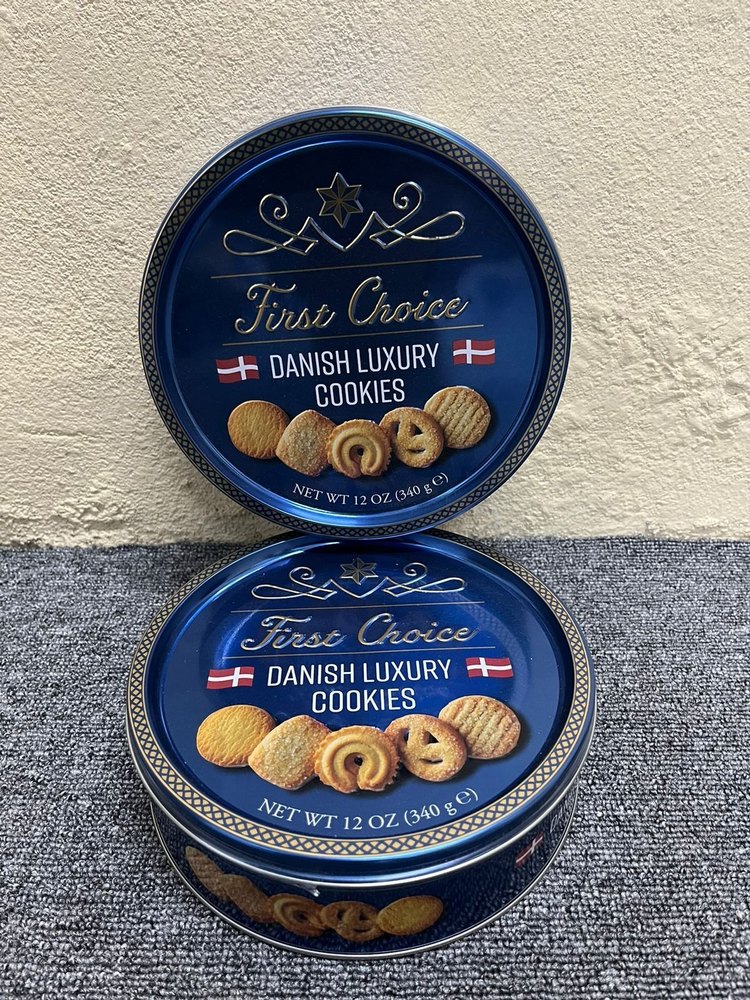 First Choice
DANISH LUXURY
COOKIES
NET WT 12 OZ (340 g ℮)
First Choice
DANISH LUXURY
COOKIES
NET WT 12 OZ (340 g ℮)